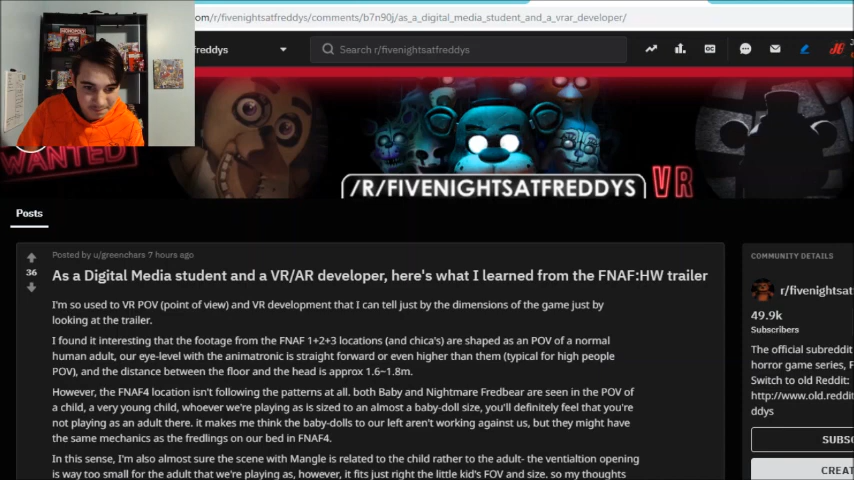 om/r/fivenightsatfreddys/comments/b7n90j/as_a_digital_media_student_and_a_vrar_developer/
reddys
Search r/fivenightsatfreddys
MONOPOLY
WANTED
/R/FIVENIGHTSATFREDDYS VR
Posts
Posted by u/greenchars 7 hours ago
36
As a Digital Media student and a VR/AR developer, here's what I learned from the FNAF:HW trailer
I'm so used to VR POV (point of view) and VR development that I can tell just by the dimensions of the game just by
looking at the trailer.
I found it interesting that the footage from the FNAF 1+2+3 locations (and chica's) are shaped as an POV of a normal
human adult, our eye-level with the animatronic is straight forward or even higher than them (typical for high people
POV), and the distance between the floor and the head is approx 1.6~1.8m.
However, the FNAF4 location isn't following the patterns at all. both Baby and Nightmare Fredbear are seen in the POV of
a child, a very young child, whoever we're playing as is sized to an almost a baby-doll size, you'll definitely feel that you're
not playing as an adult there. it makes me think the baby-dolls to our left aren't working against us, but they might have
the same mechanics as the fredlings on our bed in FNAF4.
In this sense, I'm also almost sure the scene with Mangle is related to the child rather to the adult- the ventialtion opening
is way too small for the adult that we're playing as, however, it fits just right the little kid's FOV and size. so my thoughts
COMMUNITY DETAILS
r/fivenightsat
49.9k
Subscribers
The official subreddit
horror game series, F
Switch to old Reddit:
http://www.old.reddit
ddys
SUBS
CREAT